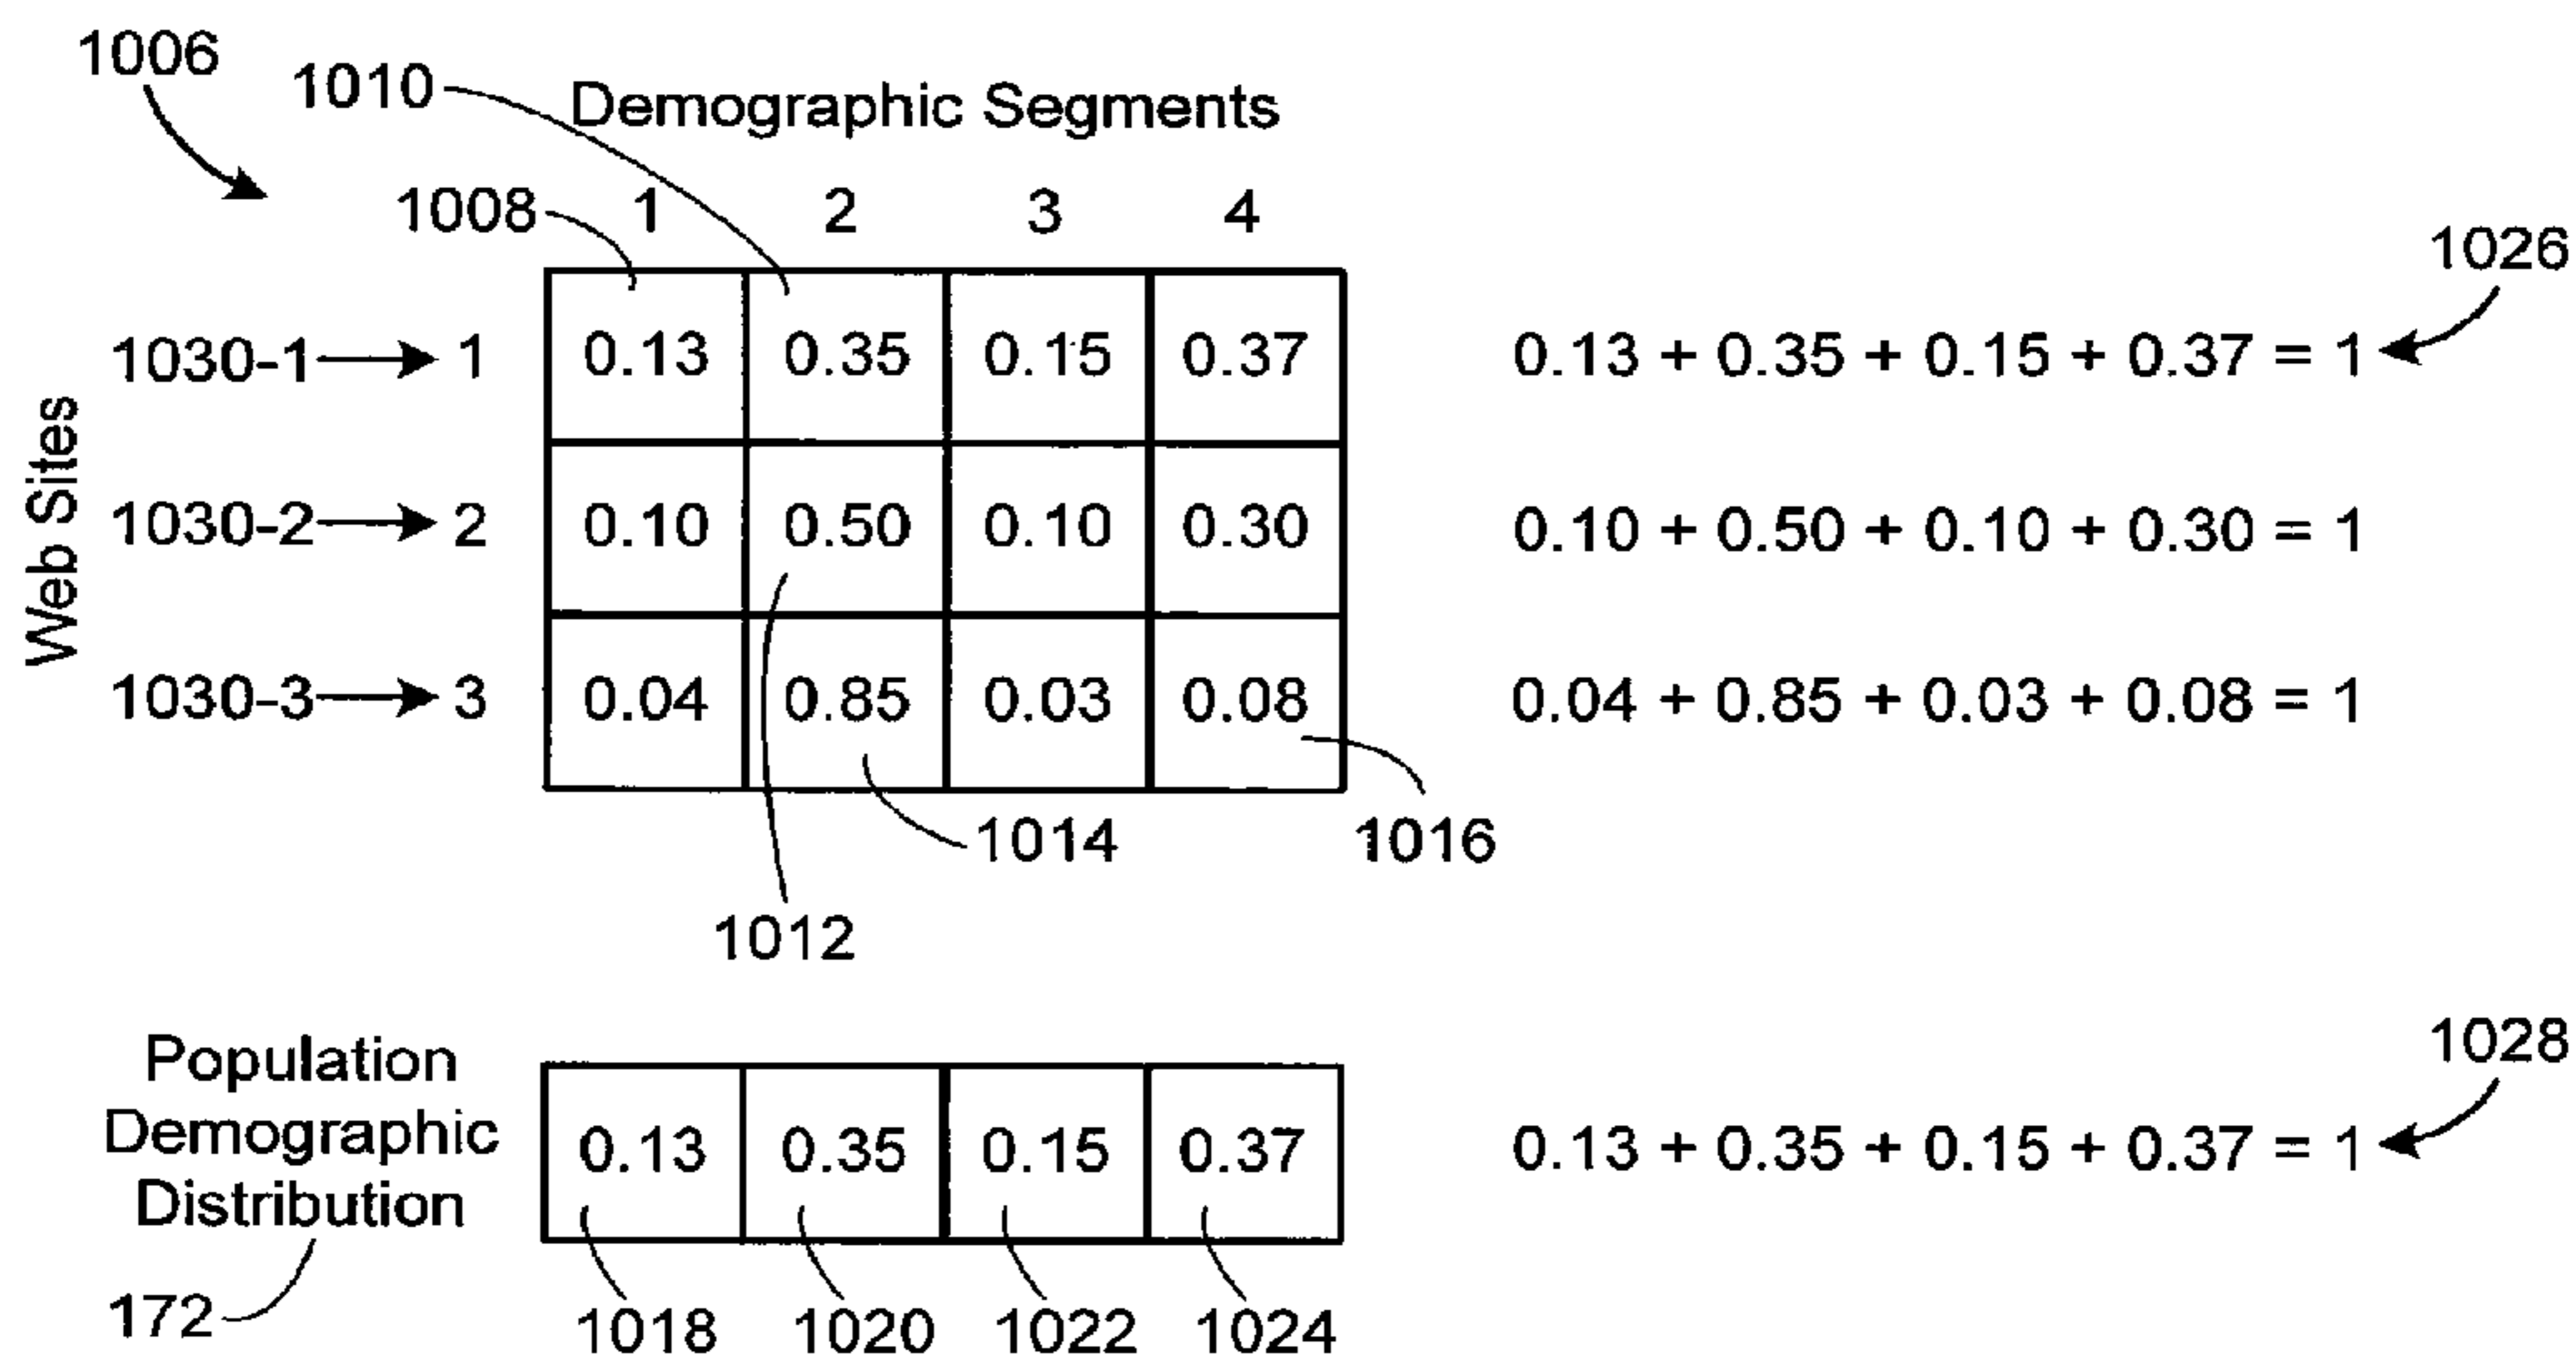 1006
1010 Demographic Segments
1008 1 2 3 4
1026
Web Sites
1030-1 1 0.13 0.35 0.15 0.37 0.13 + 0.35 + 0.15 + 0.37 = 1
1030-2 2 0.10 0.50 0.10 0.30 0.10 + 0.50 + 0.10 + 0.30 = 1
1030-3 3 0.04 0.85 0.03 0.08 0.04 + 0.85 + 0.03 + 0.08 = 1
1014 1016
1012
Population
Demographic
Distribution
1028
0.13 0.35 0.15 0.37 0.13 + 0.35 + 0.15 + 0.37 = 1
172 1018 1020 1022 1024